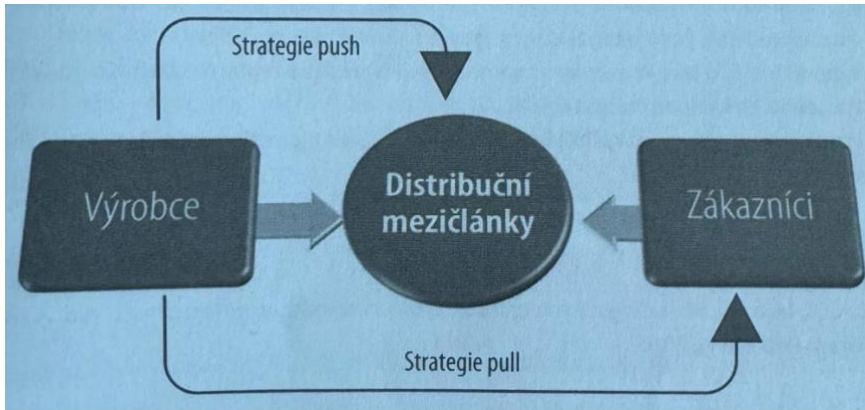 Strategie push
Výrobce
Distribuční
mezičlánky
Zákazníci
Strategie pull